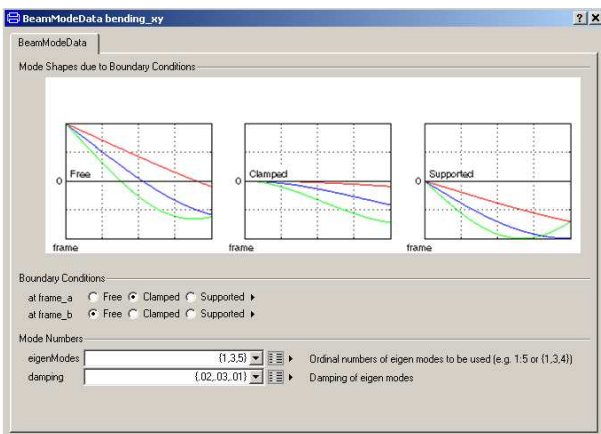 BeamModeData bending_xy
BeamModeData
Mode Shapes due to Boundary Conditions
0 Free
0 Clamped
0 Supported
frame frame frame
Boundary Conditions
at frame_a Free Clamped Supported
at frame_b Free Clamped Supported
Mode Numbers
eigenModes {1,3,5} Ordinal numbers of eigen modes to be used (e.g. 1:5 or {1,3,4})
damping {.02,.03,.01} Damping of eigen modes